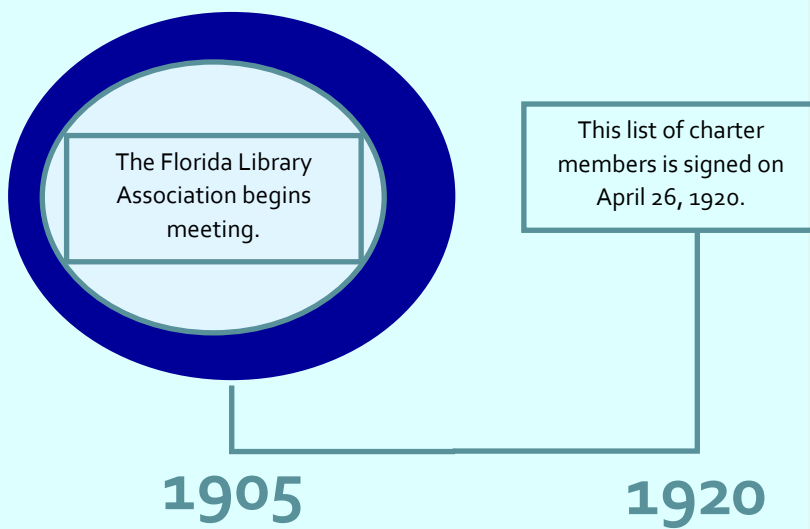 The Florida Library
Association begins
meeting.
This list of charter
members is signed on
April 26, 1920.
1905
1920